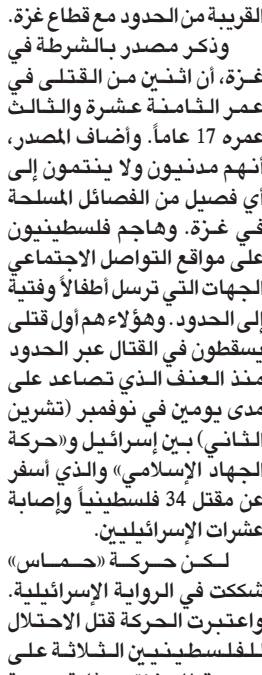 القريبة من الحدود مع قطاع غزة.
وذكر مصدر بالشرطة في
غزة، أن اثنين من القتلى في
عمر الثامنة عشرة والثالث
عمره 17 عاماً. وأضاف المصدر،
أنهم مدنيون ولا ينتمون إلى
أي فصيل من الفصائل المسلحة
في غزة. وهاجم فلسطينيون
على مواقع التواصل الاجتماعي
الجهات التي ترسل أطفالاً وفتية
إلى الحدود. وهؤلاء هم أول قتلى
يسقطون في القتال عبر الحدود
منذ العنف الذي تصاعد على
مدى يومين في نوفمبر (تشرين
الثاني) بين إسرائيل و«حركة
الجهاد الإسلامي» والذي أسفر
عن مقتل 34 فلسطينياً وإصابة
عشرات الإسرائيليين.
لكن حركة «حماس»
شككت في الرواية الإسرائيلية.
واعتبرت الحركة قتل الاحتلال
للفلسطينيين الثلاثة على